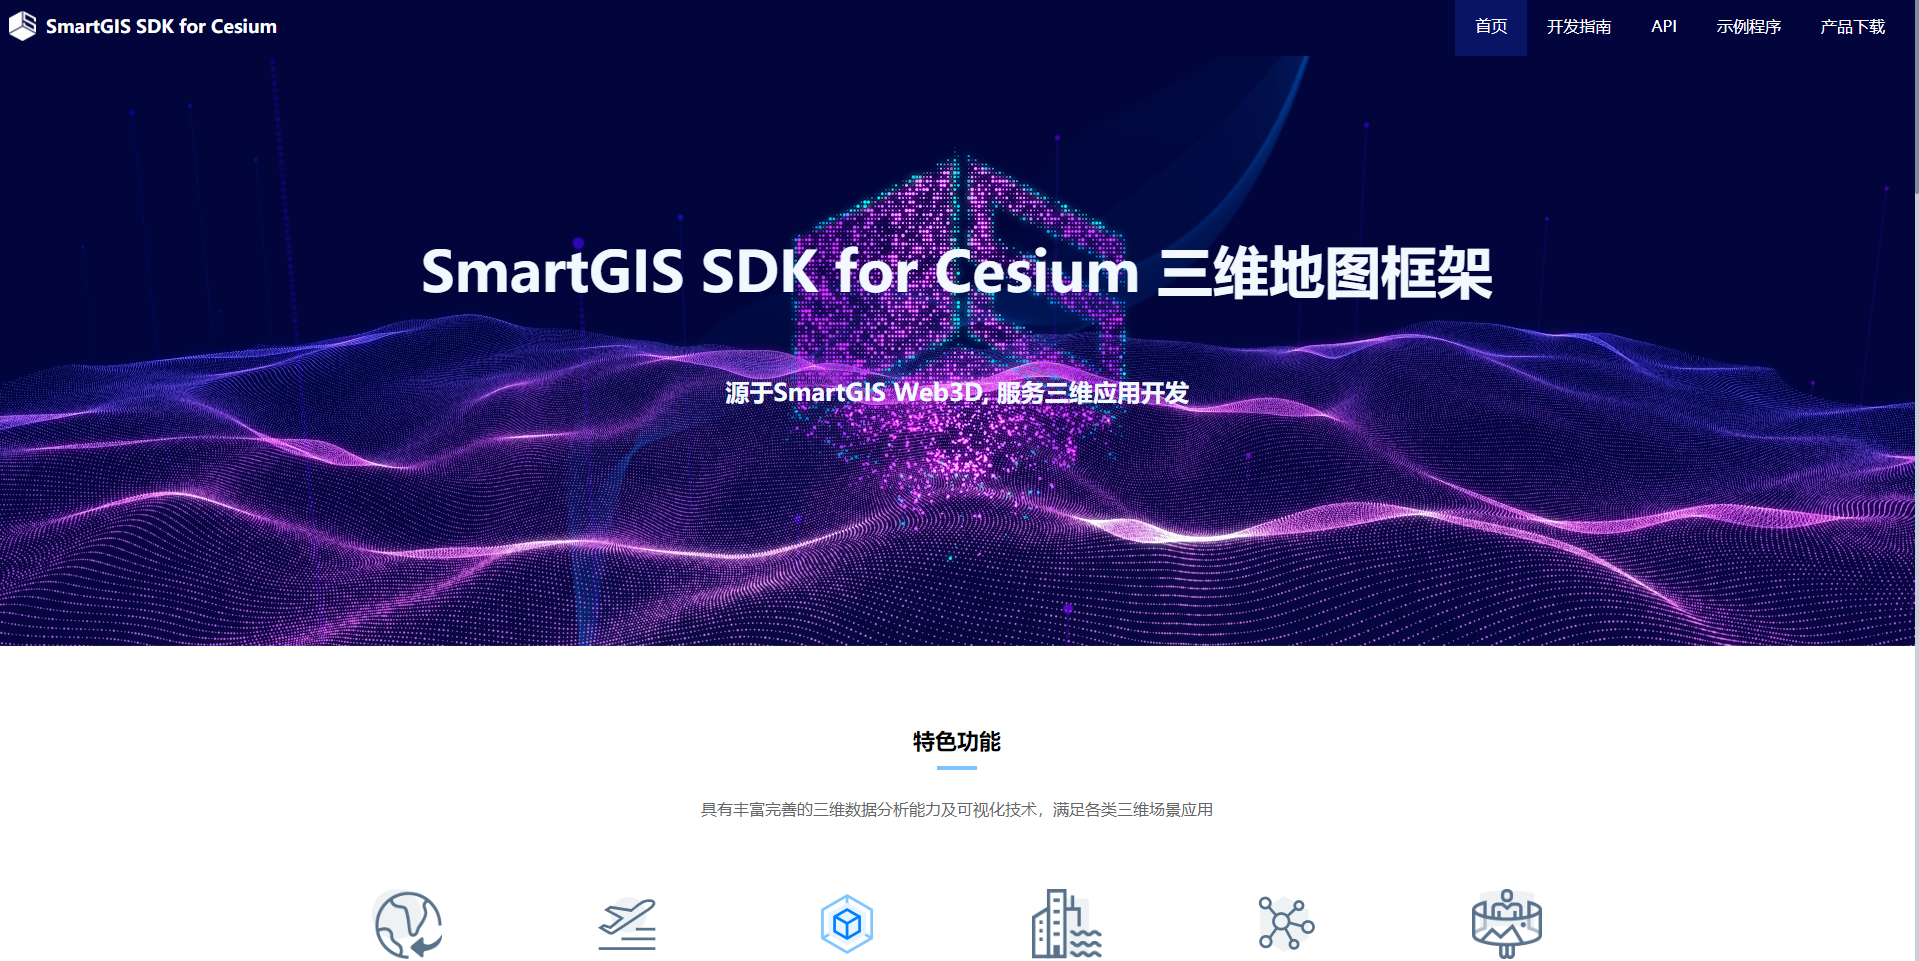 SmartGIS SDK for Cesium
首页 开发指南 API 示例程序 产品下载
SmartGIS SDK for Cesium 三维地图框架
源于SmartGIS Web3D, 服务三维应用开发
特色功能
具有丰富完善的三维数据分析能力及可视化技术，满足各类三维场景应用